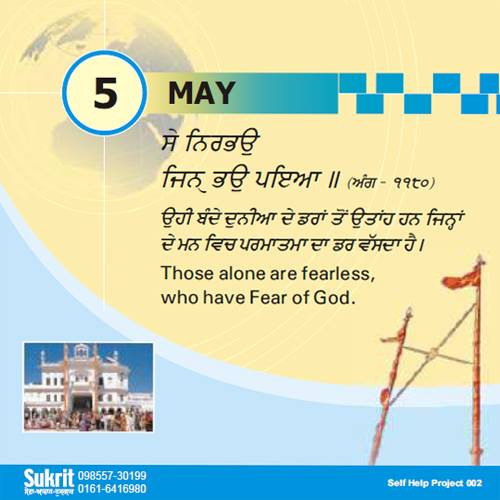 5 MAY
ਸੇ ਨਿਰਭਉ
ਜਿਨੑ ਭਉ ਪਇਆ ॥ (ਅੰਗ - ੧੧੮੦)
ਉਹੀ ਬੰਦੇ ਦੁਨੀਆ ਦੇ ਡਰਾਂ ਤੋਂ ਉਤਾਂਹ ਹਨ ਜਿਨ੍ਹਾਂ
ਦੇ ਮਨ ਵਿਚ ਪਰਮਾਤਮਾ ਦਾ ਡਰ ਵੱਸਦਾ ਹੈ।
Those alone are fearless,
who have Fear of God.
Sukrit 098557-30199
0161-6416980
Self Help Project 002